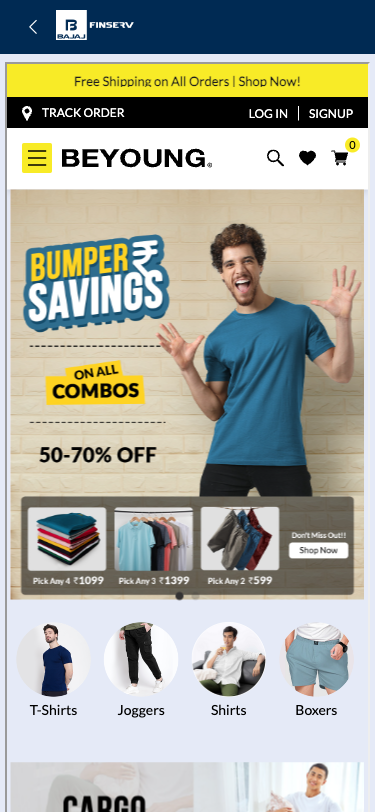 B
BAJAJ
FINSERV
Free Shipping on All Orders | Shop Now!
TRACK ORDER
LOG IN | SIGNUP
BEYOUNG®
0
BUMPER ₹
SAVINGS
ON ALL
COMBOS
50-70% OFF
Don't Miss Out!!
Shop Now
Pick Any 4 ₹1099
Pick Any 3 ₹1399
Pick Any 2 ₹599
T-Shirts
Joggers
Shirts
Boxers
CARGO